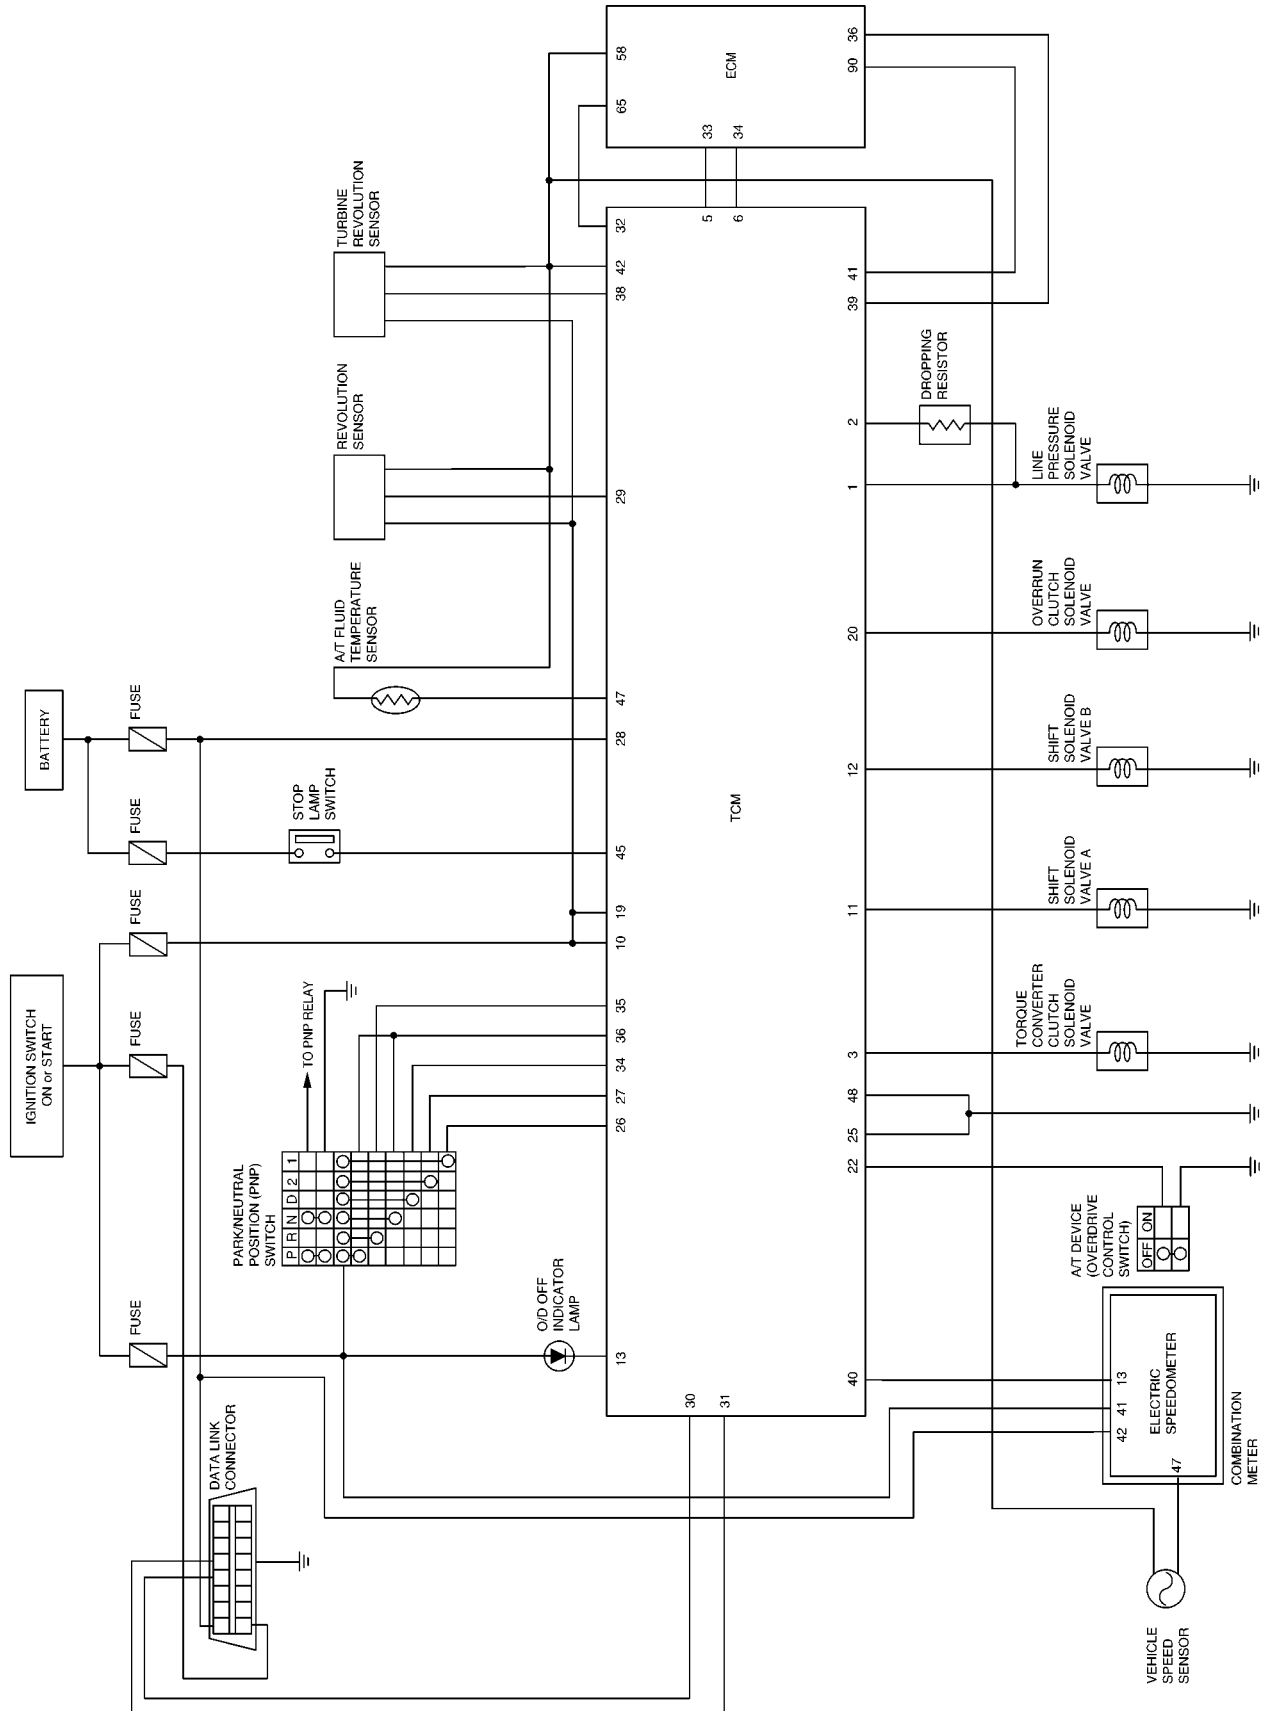 BATTERY
FUSE
FUSE
STOP
LAMP
SWITCH
IGNITION SWITCH
ON or START
FUSE
FUSE
FUSE
TO PNP RELAY
PARK/NEUTRAL
POSITION (PNP)
SWITCH
P R N D 2 1
DATA LINK
CONNECTOR
O/D OFF
INDICATOR
LAMP
TURBINE
REVOLUTION
SENSOR
REVOLUTION
SENSOR
A/T FLUID
TEMPERATURE
SENSOR
ECM
58
65
33
34
36
90
TCM
5
6
32
42
38
29
47
28
45
19
10
35
36
34
27
26
13
30
31
41
39
2
1
20
12
11
3
48
25
22
40
DROPPING
RESISTOR
LINE
PRESSURE
SOLENOID
VALVE
OVERRUN
CLUTCH
SOLENOID
VALVE
SHIFT
SOLENOID
VALVE B
SHIFT
SOLENOID
VALVE A
TORQUE
CONVERTER
CLUTCH
SOLENOID
VALVE
A/T DEVICE
(OVERDRIVE
CONTROL
SWITCH)
OFF ON
ELECTRIC
SPEEDOMETER
13
41
42
47
COMBINATION
METER
VEHICLE
SPEED
SENSOR